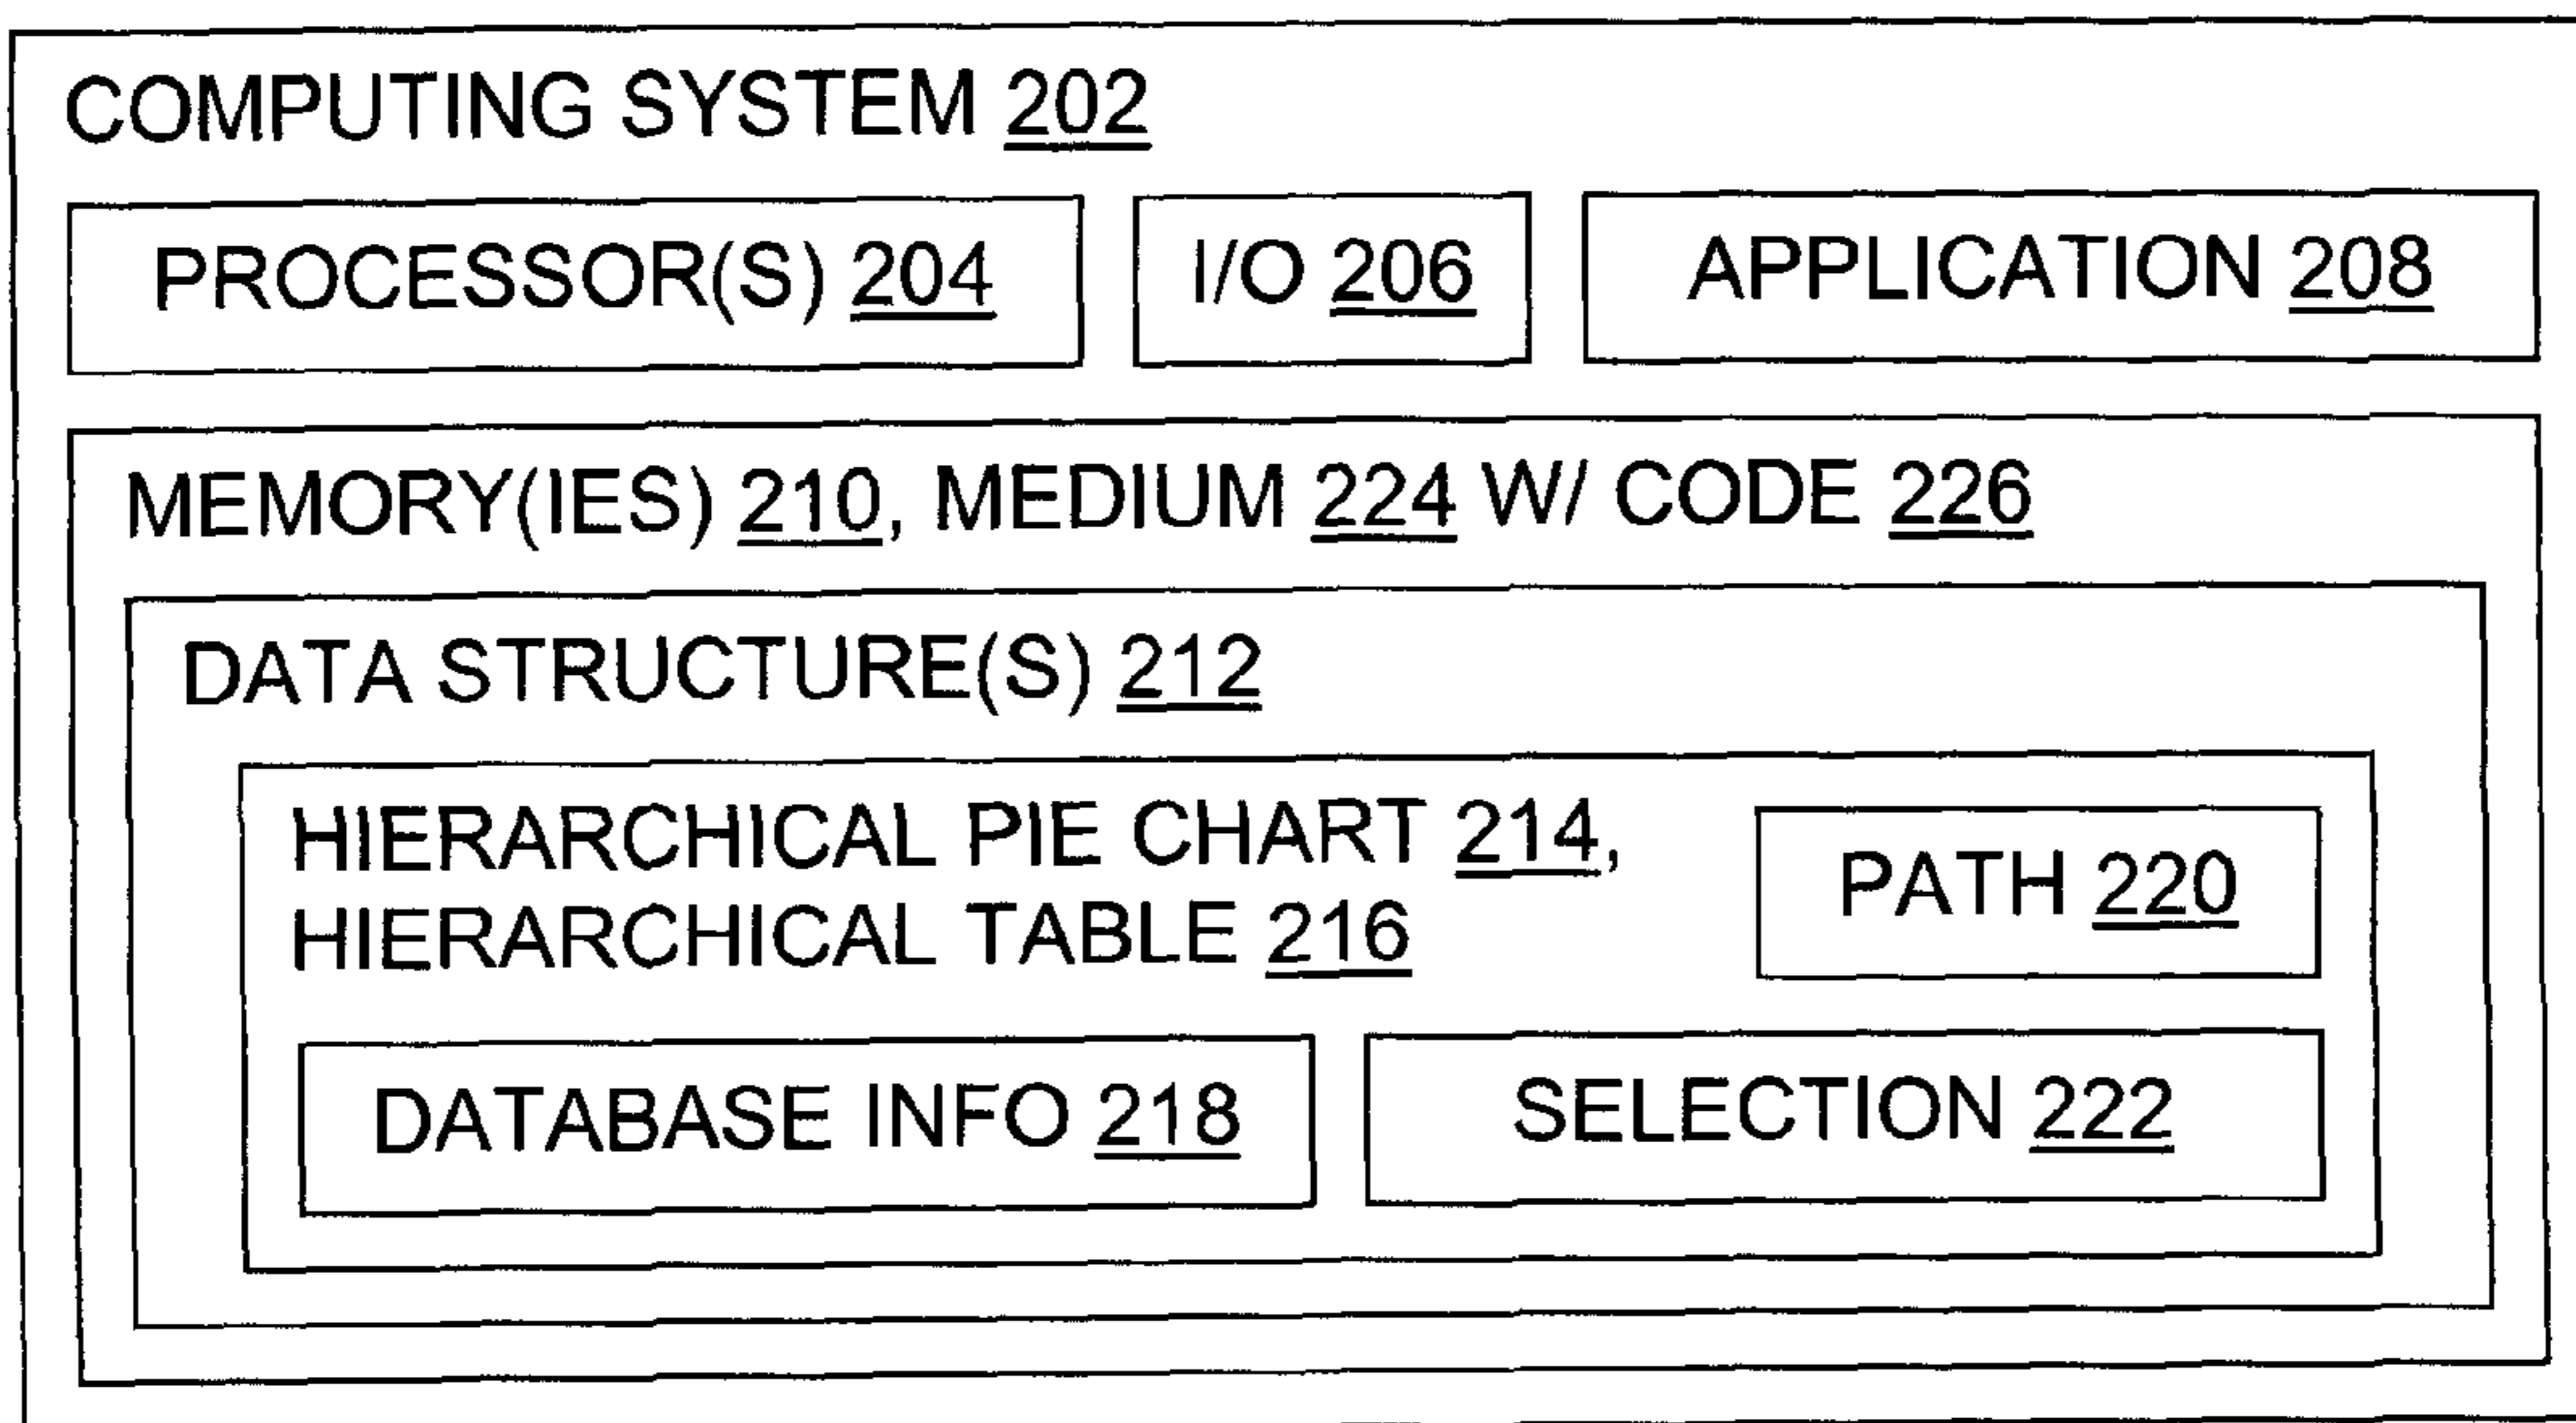 COMPUTING SYSTEM 202
PROCESSOR(S) 204
I/O 206
APPLICATION 208
MEMORY(IES) 210, MEDIUM 224 W/ CODE 226
DATA STRUCTURE(S) 212
HIERARCHICAL PIE CHART 214,
HIERARCHICAL TABLE 216
PATH 220
DATABASE INFO 218
SELECTION 222